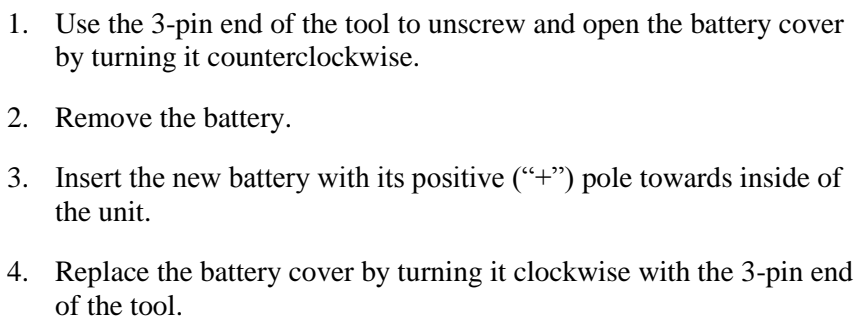 1. Use the 3-pin end of the tool to unscrew and open the battery cover
by turning it counterclockwise.
2. Remove the battery.
3. Insert the new battery with its positive (“+”) pole towards inside of
the unit.
4. Replace the battery cover by turning it clockwise with the 3-pin end
of the tool.